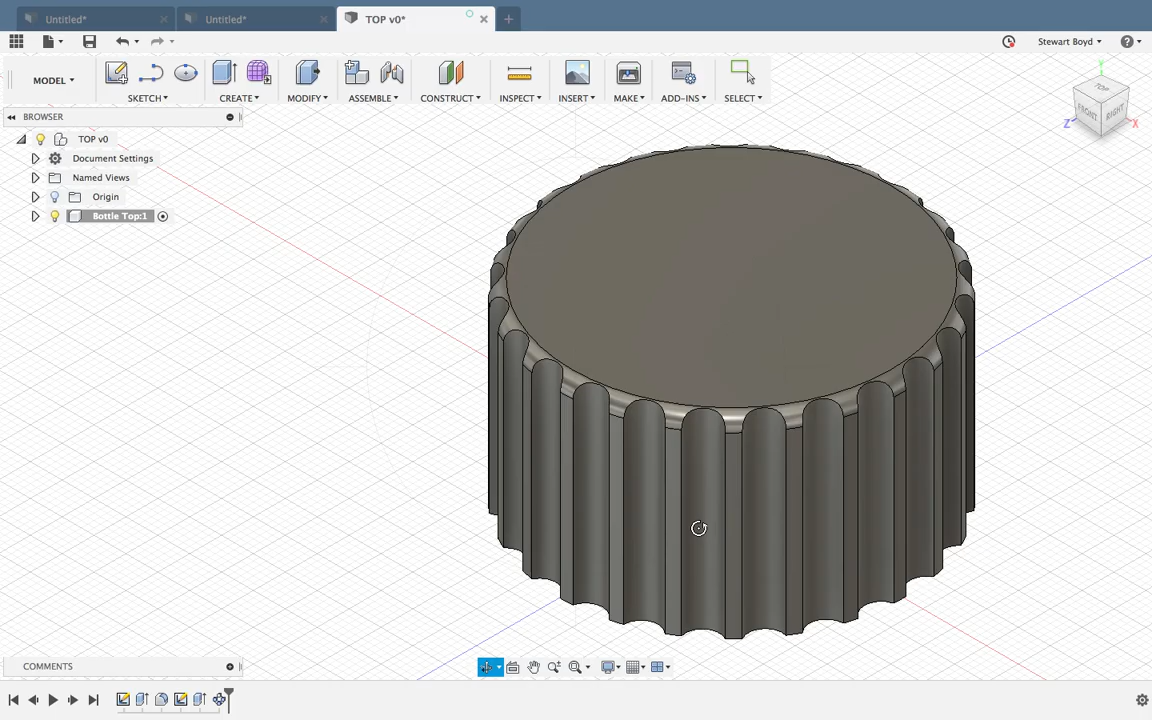 Untitled*
Untitled*
TOP v0*
Stewart Boyd
MODEL
SKETCH
CREATE
MODIFY
ASSEMBLE
CONSTRUCT
INSPECT
INSERT
MAKE
ADD-INS
SELECT
BROWSER
TOP v0
Document Settings
Named Views
Origin
Bottle Top:1
Y
TOP
FRONT
RIGHT
Z
X
COMMENTS